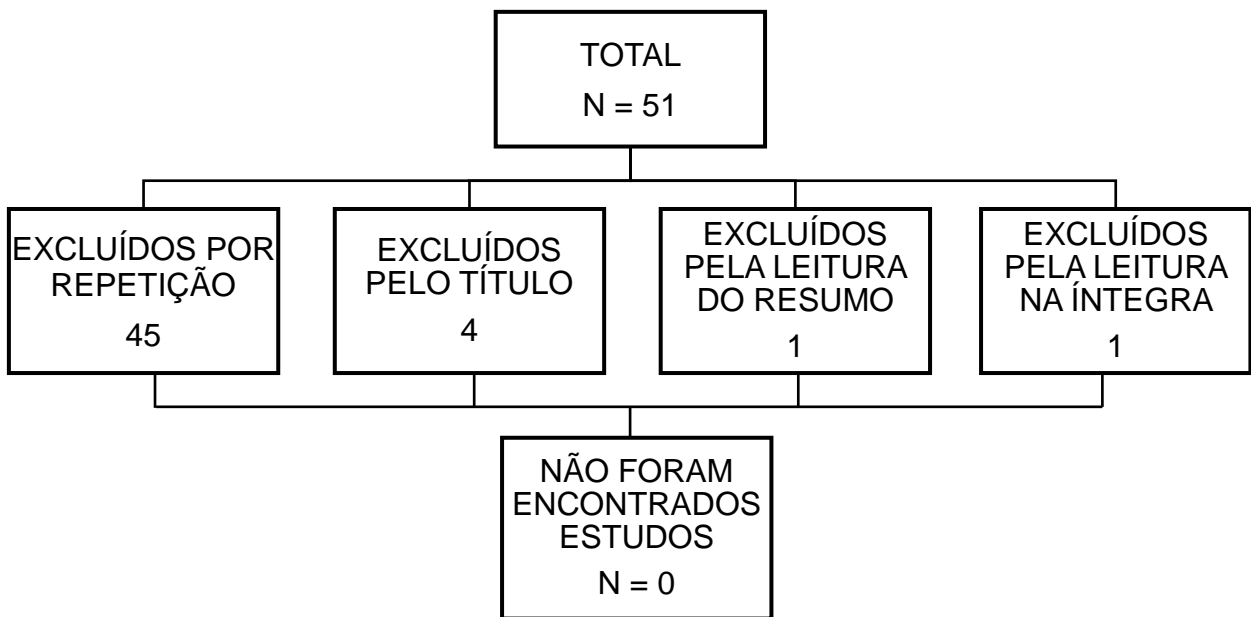 TOTAL
N = 51
EXCLUÍDOS POR
REPETIÇÃO
45
EXCLUÍDOS
PELO TÍTULO
4
EXCLUÍDOS
PELA LEITURA
DO RESUMO
1
EXCLUÍDOS
PELA LEITURA
NA ÍNTEGRA
1
NÃO FORAM
ENCONTRADOS
ESTUDOS
N = 0